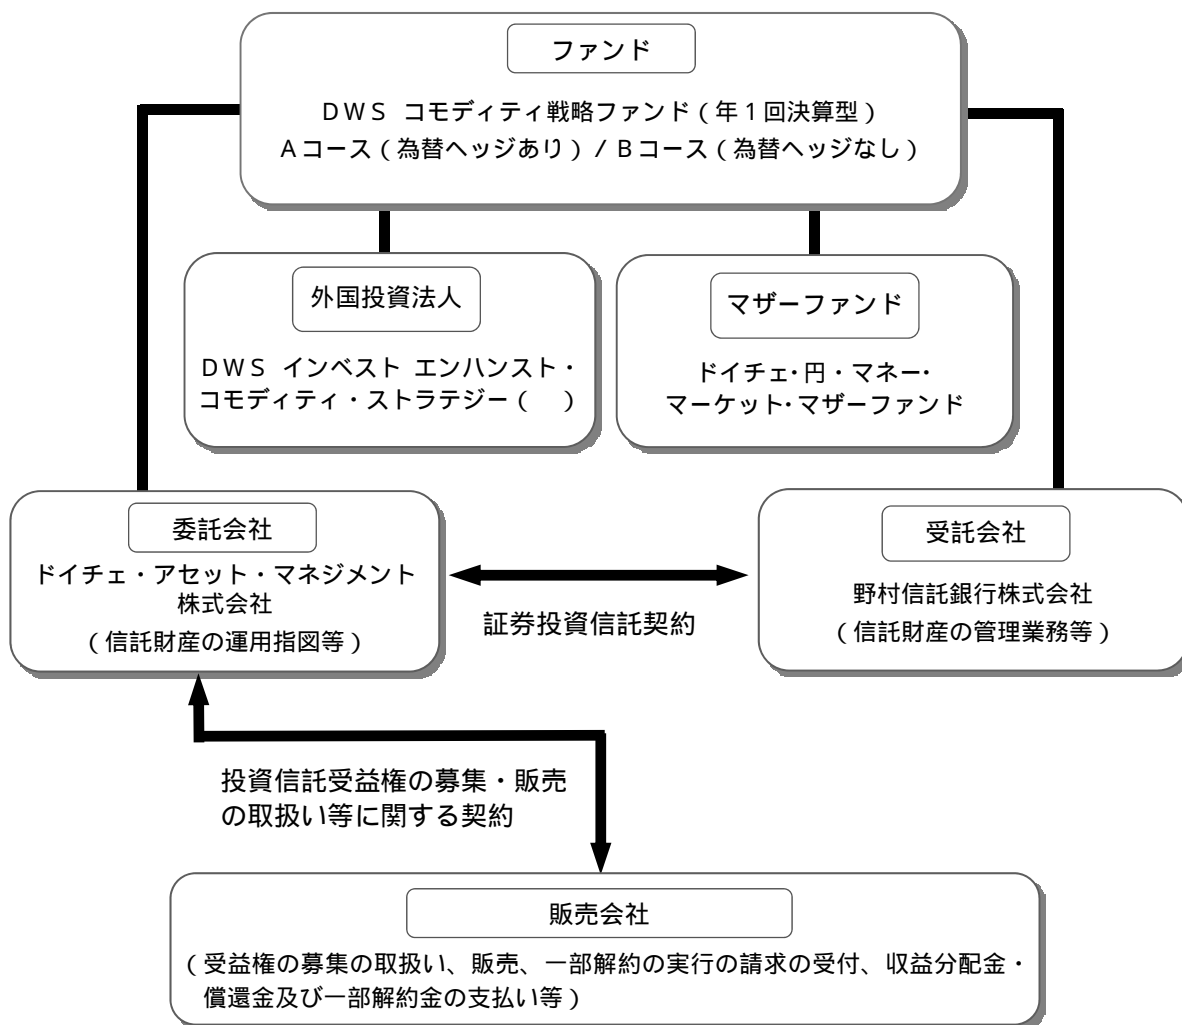 ファンド
DWS コモディティ戦略ファンド(年1回決算型)
Aコース(為替ヘッジあり)/Bコース(為替ヘッジなし)
外国投資法人
DWS インベスト エンハンスト・
コモディティ・ストラテジー( )
マザーファンド
ドイチェ・円・マネー・
マーケット・マザーファンド
委託会社
ドイチェ・アセット・マネジメント
株式会社
(信託財産の運用指図等)
証券投資信託契約
受託会社
野村信託銀行株式会社
(信託財産の管理業務等)
投資信託受益権の募集・販売
の取扱い等に関する契約
販売会社
(受益権の募集の取扱い、販売、一部解約の実行の請求の受付、収益分配金・
償還金及び一部解約金の支払い等)